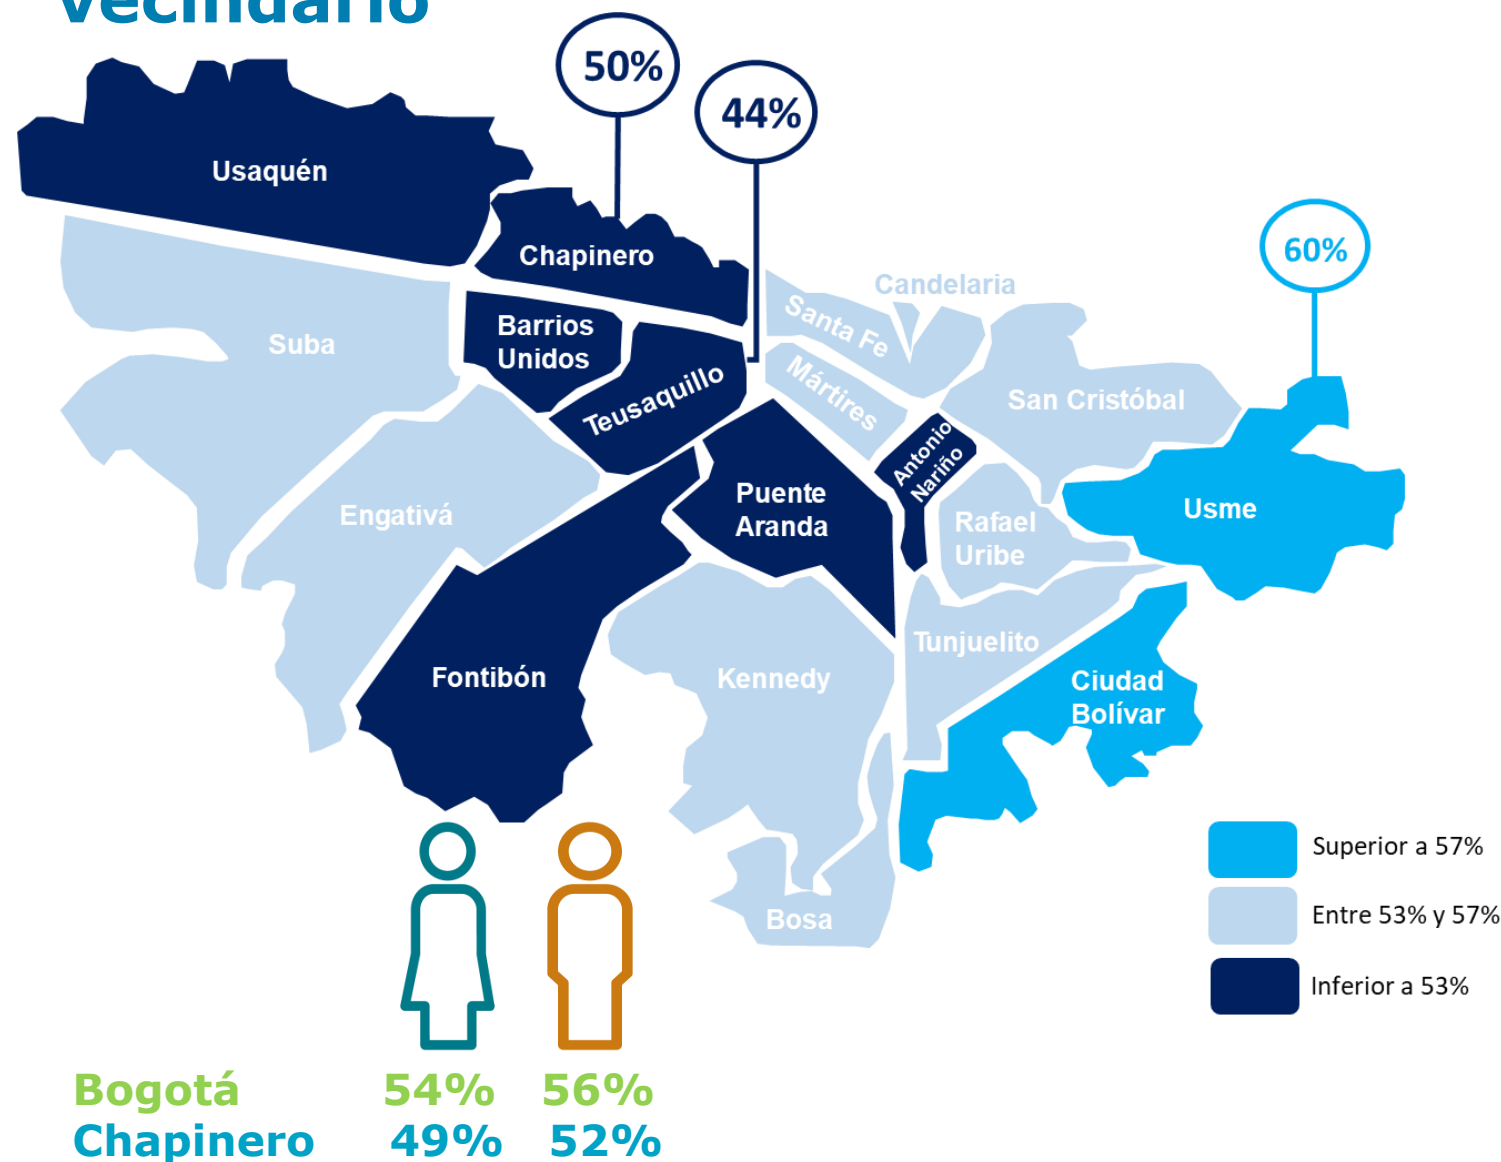 vecindario
50%
44%
60%
Usaquén
Chapinero
Candelaria
Santa Fe
Barrios
Unidos
Suba
Teusaquillo
Mártires
San Cristóbal
Antonio
Nariño
Puente
Aranda
Engativá
Usme
Rafael
Uribe
Tunjuelito
Fontibón
Kennedy
Ciudad
Bolívar
Bosa
Superior a 57%
Entre 53% y 57%
Inferior a 53%
Bogotá 54% 56%
Chapinero 49% 52%